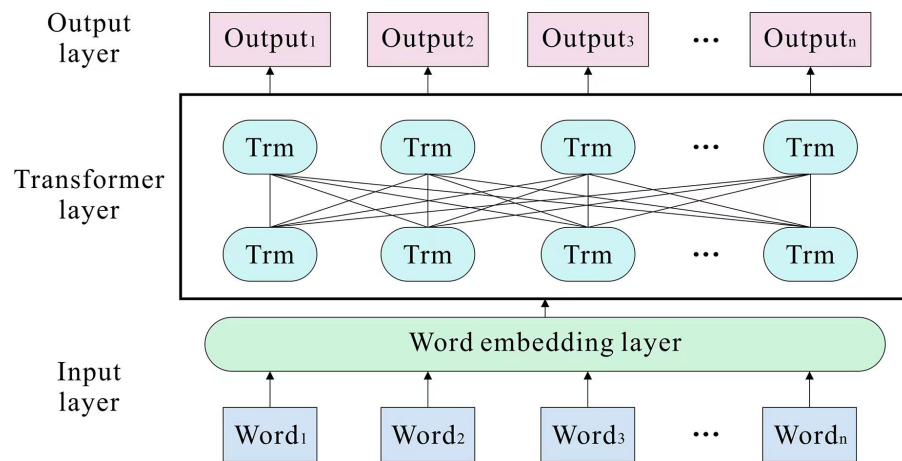 Output
layer
Output1 Output2 Output3 ... Outputn
Transformer
layer
Trm Trm Trm ... Trm
Trm Trm Trm ... Trm
Word embedding layer
Input
layer
Word1 Word2 Word3 ... Wordn